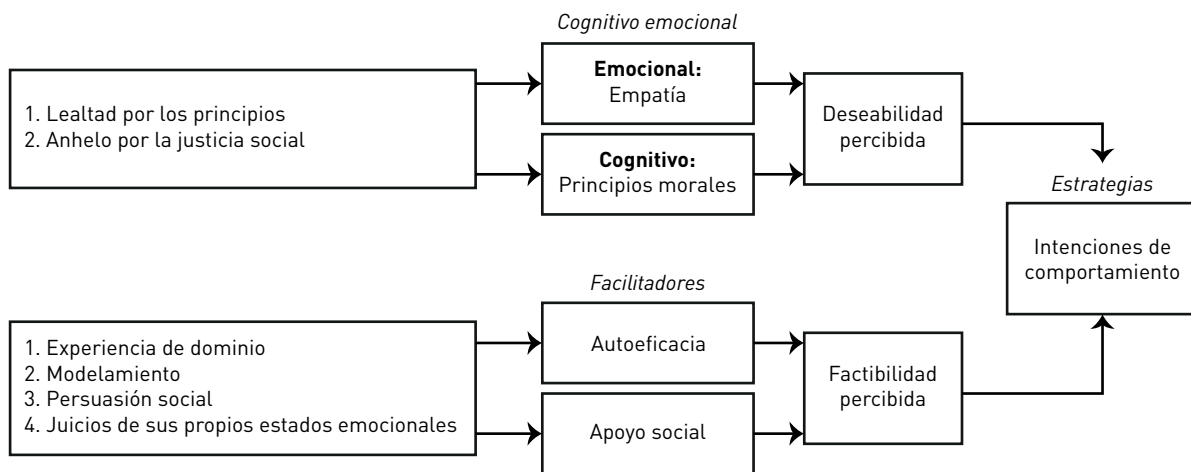 Cognitivo emocional
1. Lealtad por los principios
2. Anhelo por la justicia social
Emocional:
Empatía
Cognitivo:
Principios morales
Deseabilidad
percibida
Estrategias
Intenciones de
comportamiento
Facilitadores
1. Experiencia de dominio
2. Modelamiento
3. Persuasión social
4. Juicios de sus propios estados emocionales
Autoeficacia
Apoyo social
Factibilidad
percibida